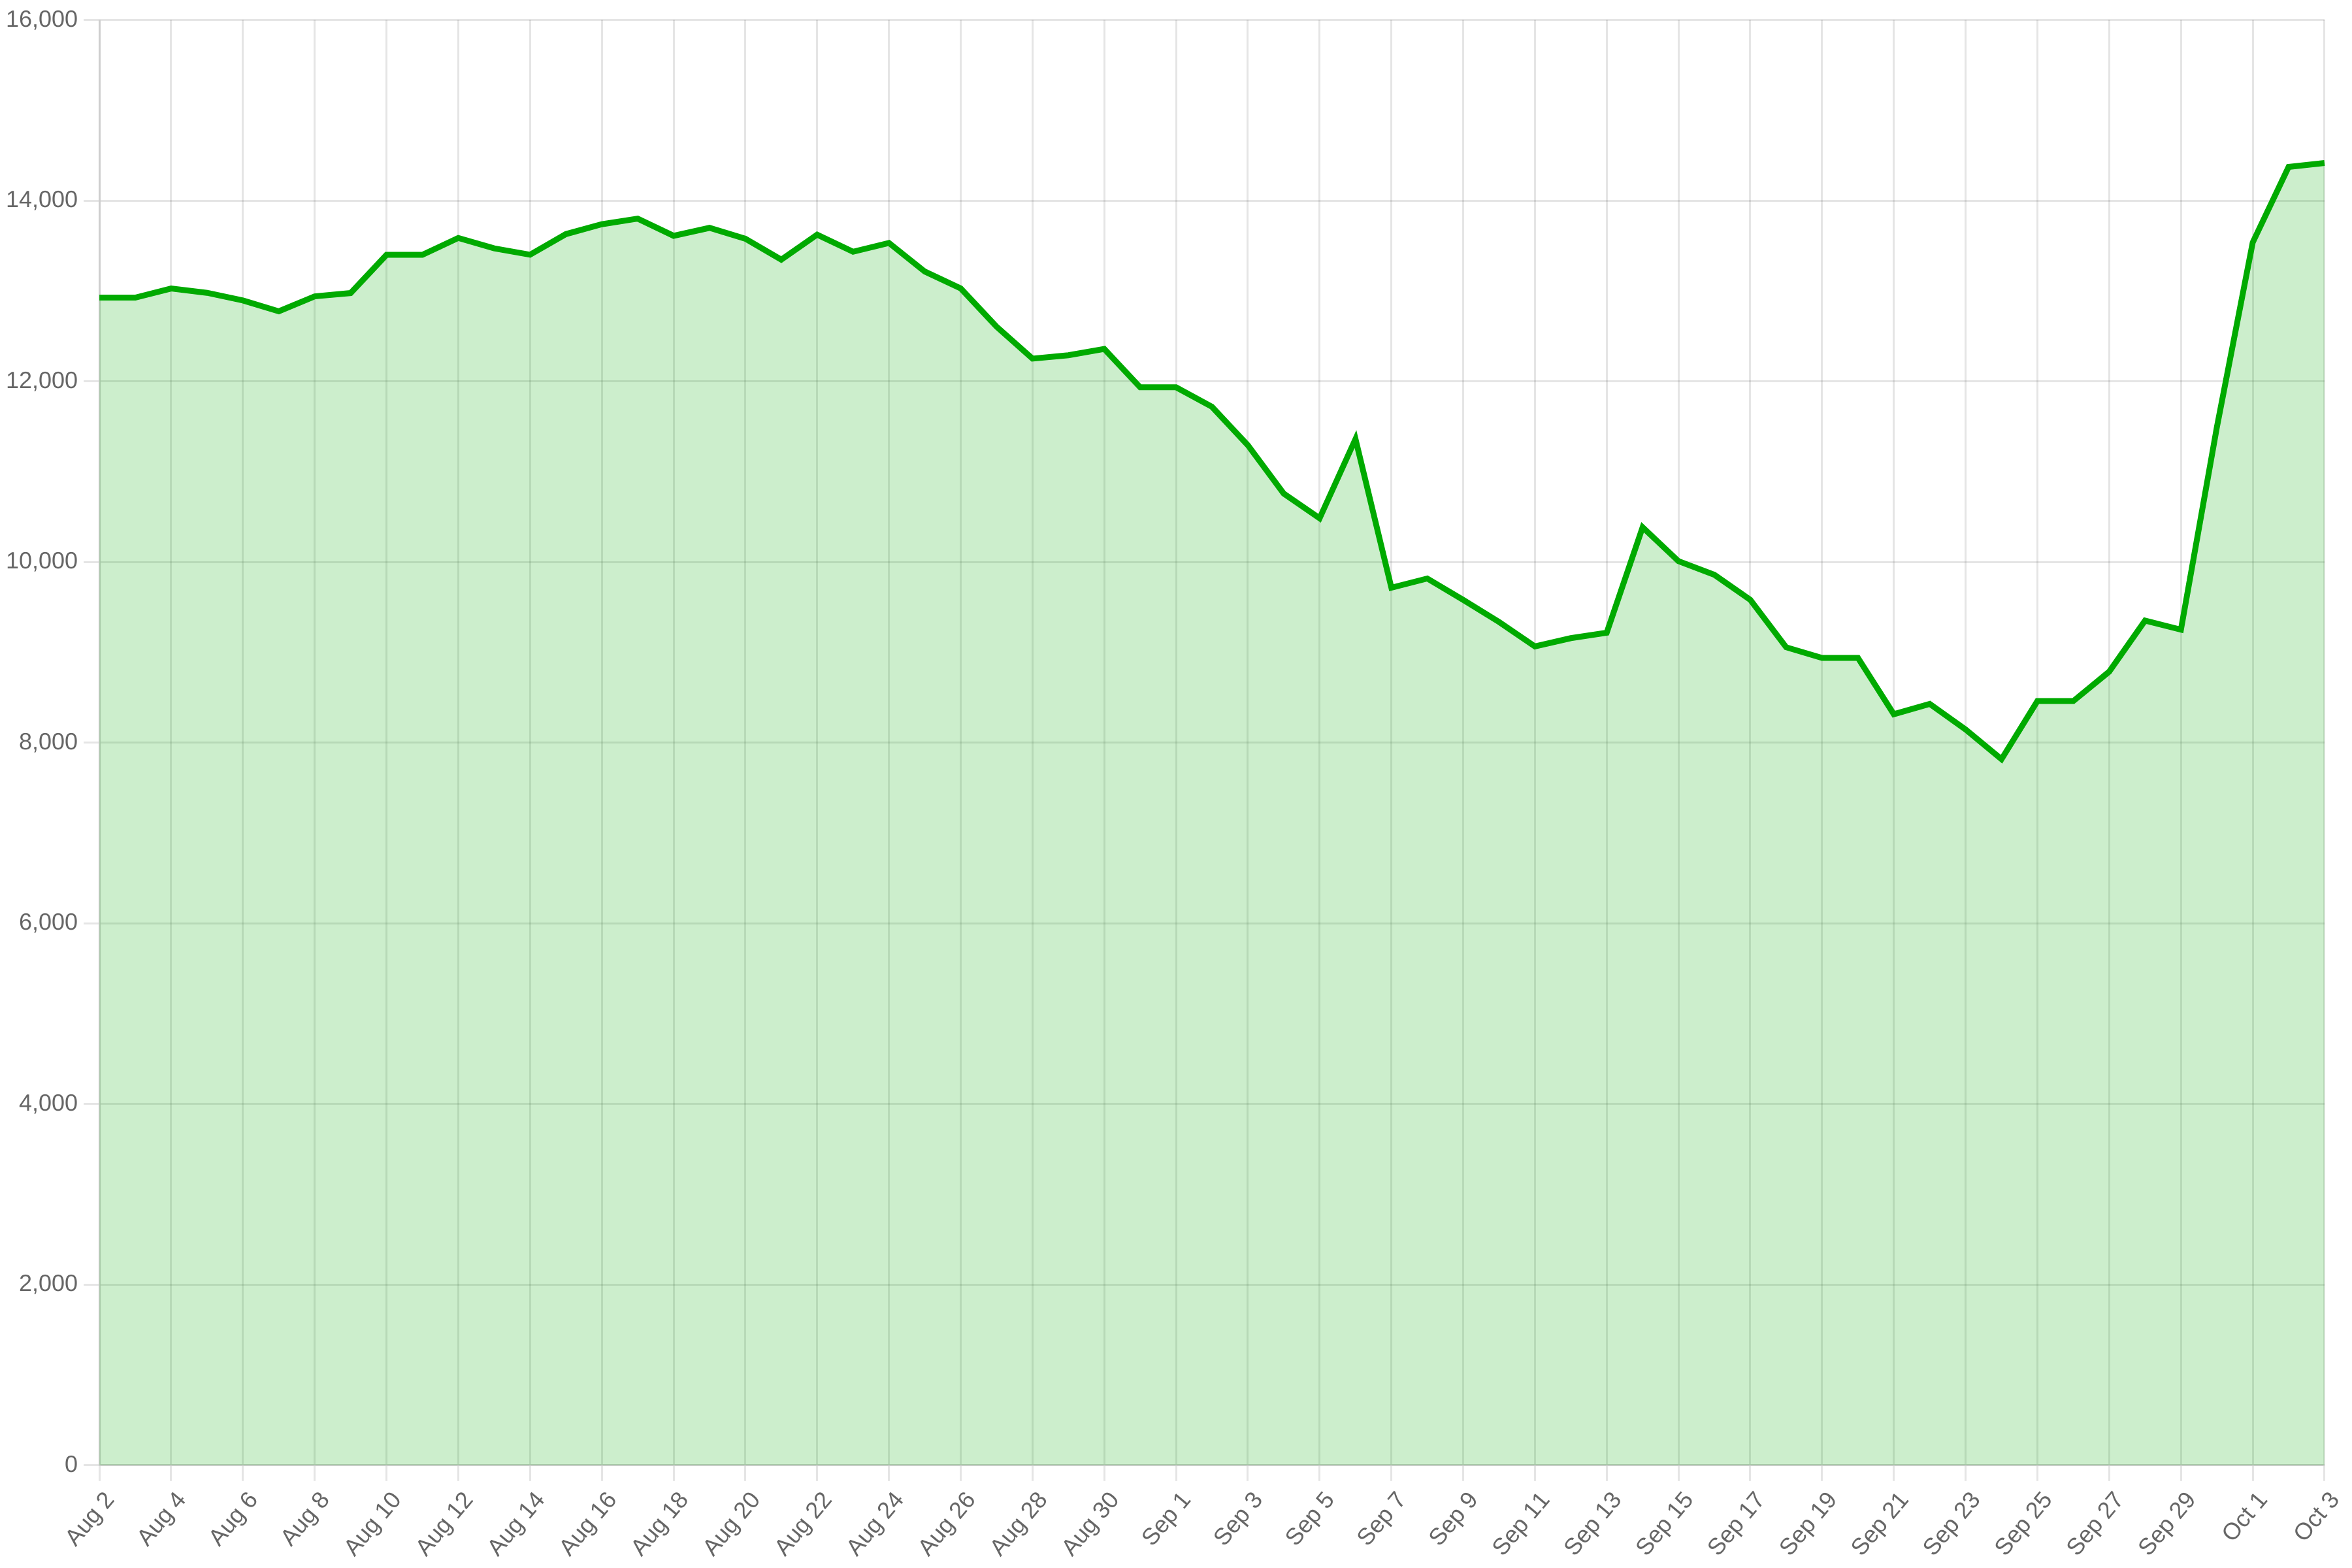 16,000
14,000
12,000
10,000
8,000
6,000
4,000
2,000
0
Aug 2
Aug 4
Aug 6
Aug 8
Aug 10
Aug 12
Aug 14
Aug 16
Aug 18
Aug 20
Aug 22
Aug 24
Aug 26
Aug 28
Aug 30
Sep 1
Sep 3
Sep 5
Sep 7
Sep 9
Sep 11
Sep 13
Sep 15
Sep 17
Sep 19
Sep 21
Sep 23
Sep 25
Sep 27
Sep 29
Oct 1
Oct 3